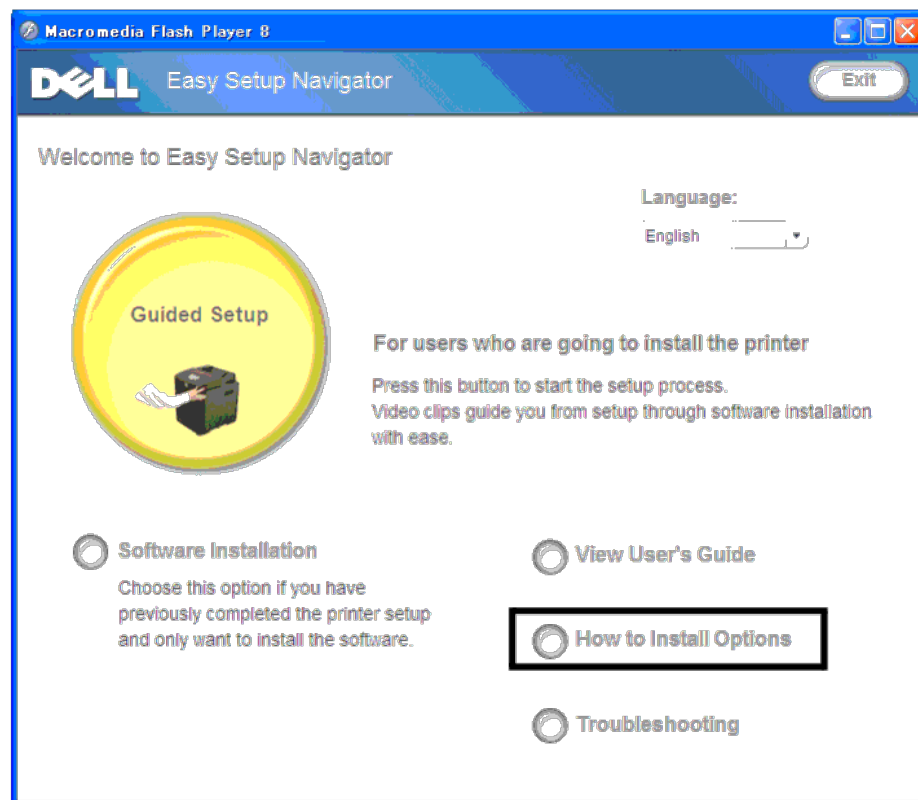 Macromedia Flash Player 8
DELL Easy Setup Navigator
Exit
Welcome to Easy Setup Navigator
Language:
English
Guided Setup
For users who are going to install the printer
Press this button to start the setup process.
Video clips guide you from setup through software installation
with ease.
Software Installation
Choose this option if you have
previously completed the printer setup
and only want to install the software.
View User's Guide
How to Install Options
Troubleshooting